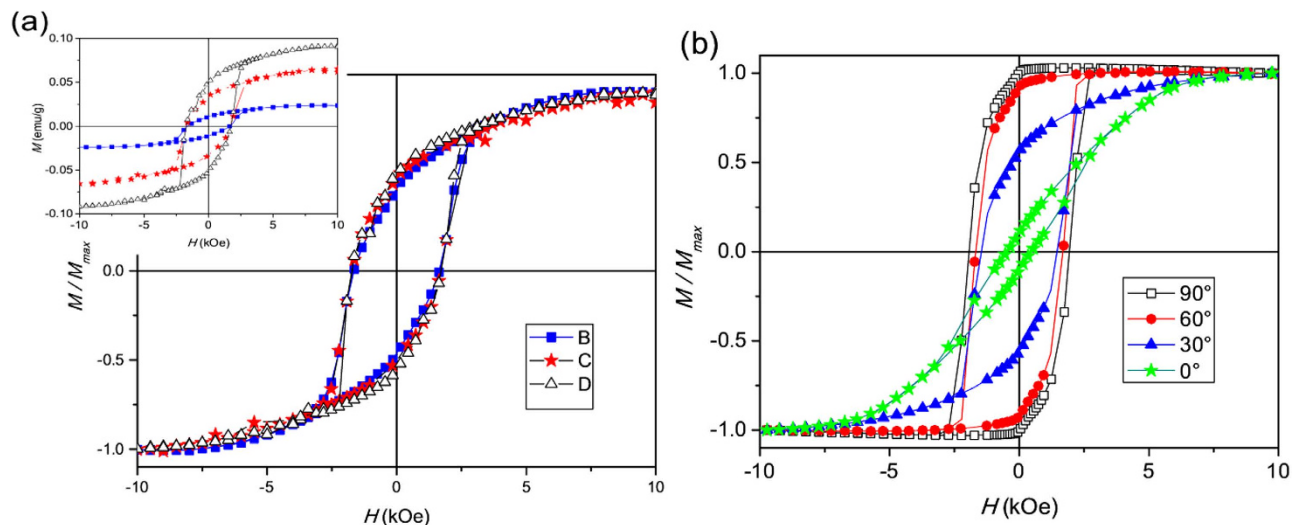 (a)
0.10
0.05
0.00
-0.05
-0.10
M (emu/g)
-10 -5 0 5 10
H (kOe)
M / Mmax
0.0
-0.5
-1.0
B
C
D
-10 -5 0 5 10
H (kOe)
(b)
1.0
0.5
0.0
-0.5
-1.0
M / Mmax
90°
60°
30°
0°
-10 -5 0 5 10
H (kOe)